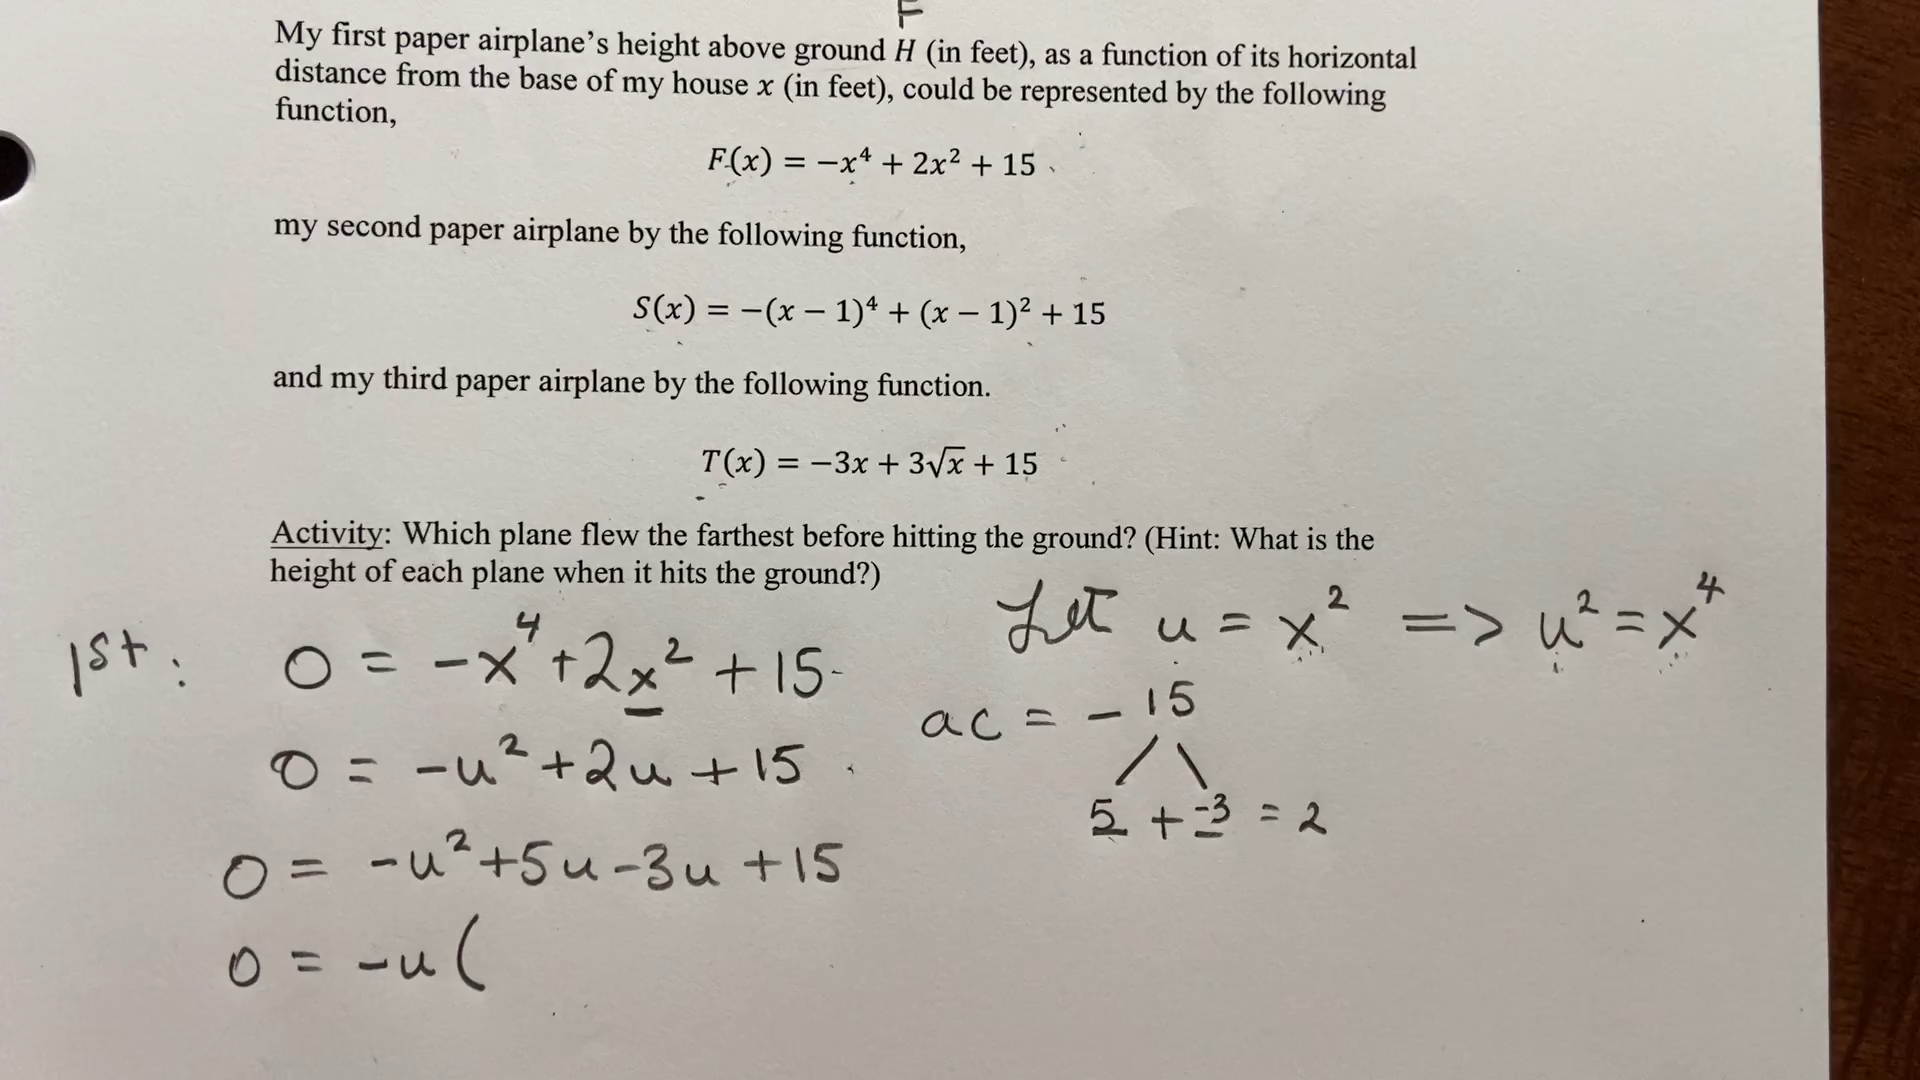 F
My first paper airplane's height above ground H (in feet), as a function of its horizontal
distance from the base of my house x (in feet), could be represented by the following
function,
F(x) = −x⁴ + 2x² + 15
my second paper airplane by the following function,
S(x) = −(x − 1)⁴ + (x − 1)² + 15
and my third paper airplane by the following function.
T(x) = −3x + 3√x + 15
Activity: Which plane flew the farthest before hitting the ground? (Hint: What is the
height of each plane when it hits the ground?)
Let u = x² => u² = x⁴
1st: 0 = -x⁴ + 2x² + 15
ac = -15
0 = -u² + 2u + 15
5 + -3 = 2
0 = -u² + 5u - 3u + 15
0 = -u (